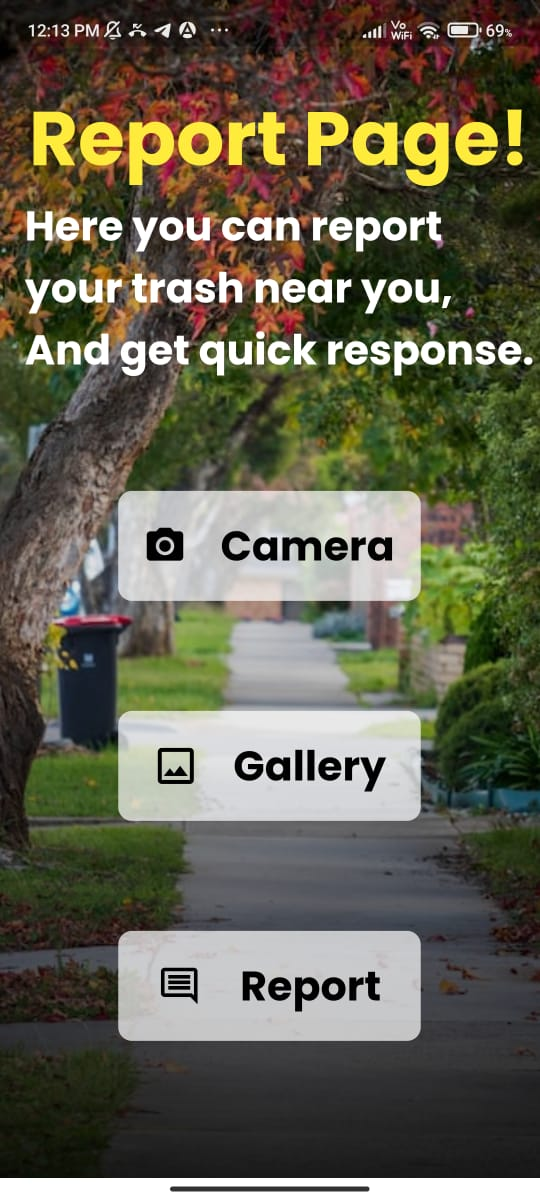 12:13 PM Vo WiFi 69%
Report Page!
Here you can report
your trash near you,
And get quick response.
Camera
Gallery
Report